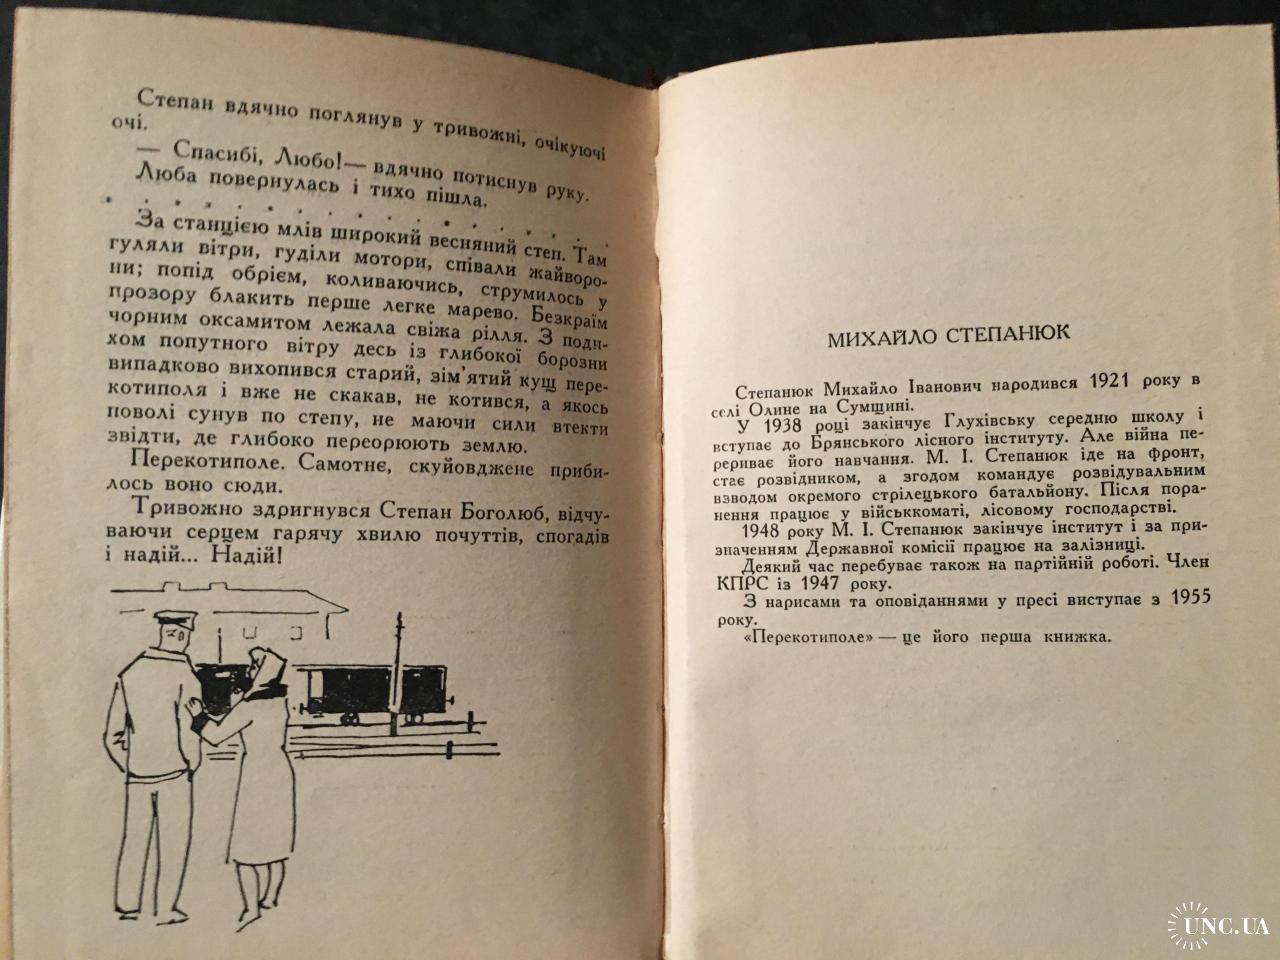 Степан вдячно поглянув у тривожні, очікуючі
очі.
— Спасибі, Любо! — вдячно потиснув руку.
Люба повернулась і тихо пішла.
За станцією млів широкий весняний степ. Там
гуляли вітри, гуділи мотори, співали жайворо-
ни; попід обрієм, коливаючись, струмилось у
прозору блакить перше легке марево. Безкраїм
чорним оксамитом лежала свіжа рілля. З поди-
хом попутного вітру десь із глибокої борозни
випадково вихопився старий, зім'ятий кущ пере-
котиполя і вже не скакав, не котився, а якось
поволі сунув по степу, не маючи сили втекти
звідти, де глибоко переорюють землю.
Перекотиполе. Самотнє, скуйовджене приби-
лось воно сюди.
Тривожно здригнувся Степан Боголюб, відчу-
ваючи серцем гарячу хвилю почуттів, спогадів
і надій... Надій!
МИХАЙЛО СТЕПАНЮК
Степанюк Михайло Іванович народився 1921 року в
селі Олине на Сумщині.
У 1938 році закінчує Глухівську середню школу і
вступає до Брянського лісного інституту. Але війна пе-
рериває його навчання. М. І. Степанюк іде на фронт,
стає розвідником, а згодом командує розвідувальним
взводом окремого стрілецького батальйону. Після пора-
нення працює у військкоматі, лісовому господарстві.
1948 року М. І. Степанюк закінчує інститут і за при-
значенням Державної комісії працює на залізниці.
Деякий час перебуває також на партійній роботі. Член
КПРС із 1947 року.
З нарисами та оповіданнями у пресі виступає з 1955
року.
«Перекотиполе» — це його перша книжка.
UNC.UA